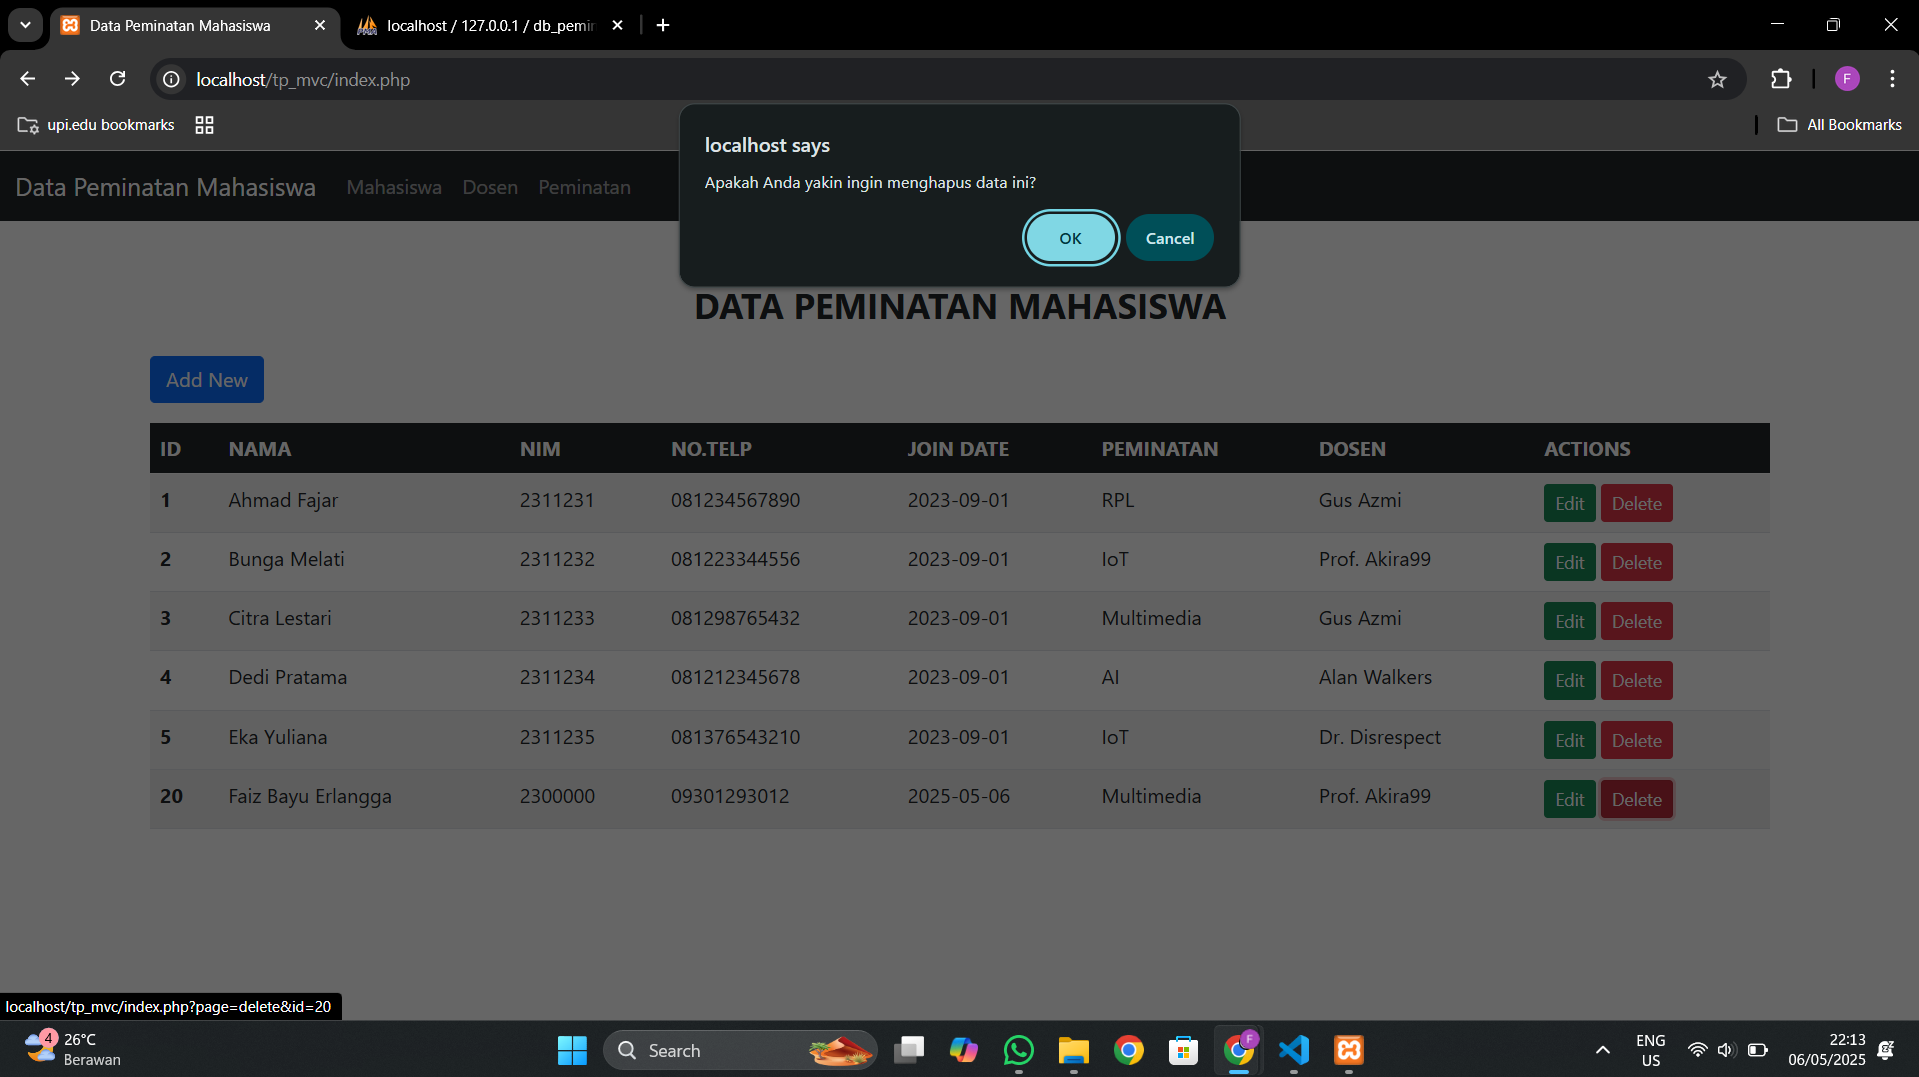 Data Peminatan Mahasiswa
localhost / 127.0.0.1 / db_pemin
localhost/tp_mvc/index.php
F
upi.edu bookmarks
All Bookmarks
localhost says
Apakah Anda yakin ingin menghapus data ini?
OK Cancel
Data Peminatan Mahasiswa Mahasiswa Dosen Peminatan
DATA PEMINATAN MAHASISWA
Add New
ID NAMA NIM NO.TELP JOIN DATE PEMINATAN DOSEN ACTIONS
1 Ahmad Fajar 2311231 081234567890 2023-09-01 RPL Gus Azmi Edit Delete
2 Bunga Melati 2311232 081223344556 2023-09-01 IoT Prof. Akira99 Edit Delete
3 Citra Lestari 2311233 081298765432 2023-09-01 Multimedia Gus Azmi Edit Delete
4 Dedi Pratama 2311234 081212345678 2023-09-01 AI Alan Walkers Edit Delete
5 Eka Yuliana 2311235 081376543210 2023-09-01 IoT Dr. Disrespect Edit Delete
20 Faiz Bayu Erlangga 2300000 09301293012 2025-05-06 Multimedia Prof. Akira99 Edit Delete
localhost/tp_mvc/index.php?page=delete&id=20
4
26°C
Berawan
Search
F
ENG
US
22:13
06/05/2025